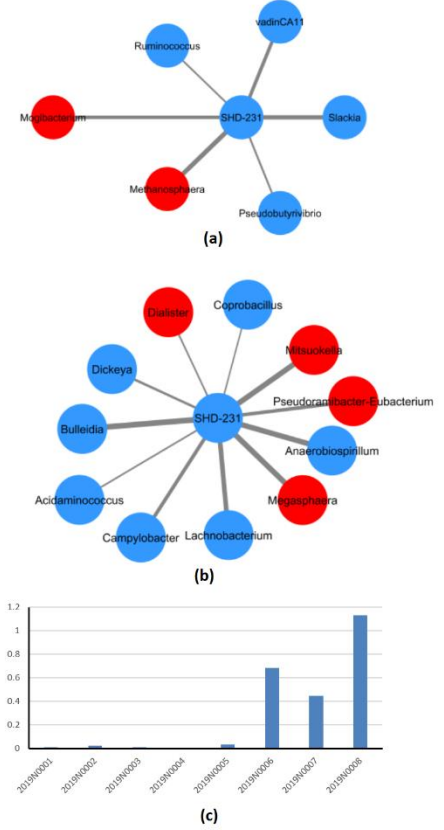 vadinCA11
Ruminococcus
Mogibacterium
SHD-231
Slackia
Methanosphaera
Pseudobutyrivibrio
(a)
Dialister
Coprobacillus
Mitsuokella
Dickeya
Pseudoramibacter-Eubacterium
SHD-231
Bulleidia
Anaerobiospirillum
Acidaminococcus
Megasphaera
Campylobacter
Lachnobacterium
(b)
1.2
1
0.8
0.6
0.4
0.2
0
2019N0001
2019N0002
2019N0003
2019N0004
2019N0005
2019N0006
2019N0007
2019N0008
(c)